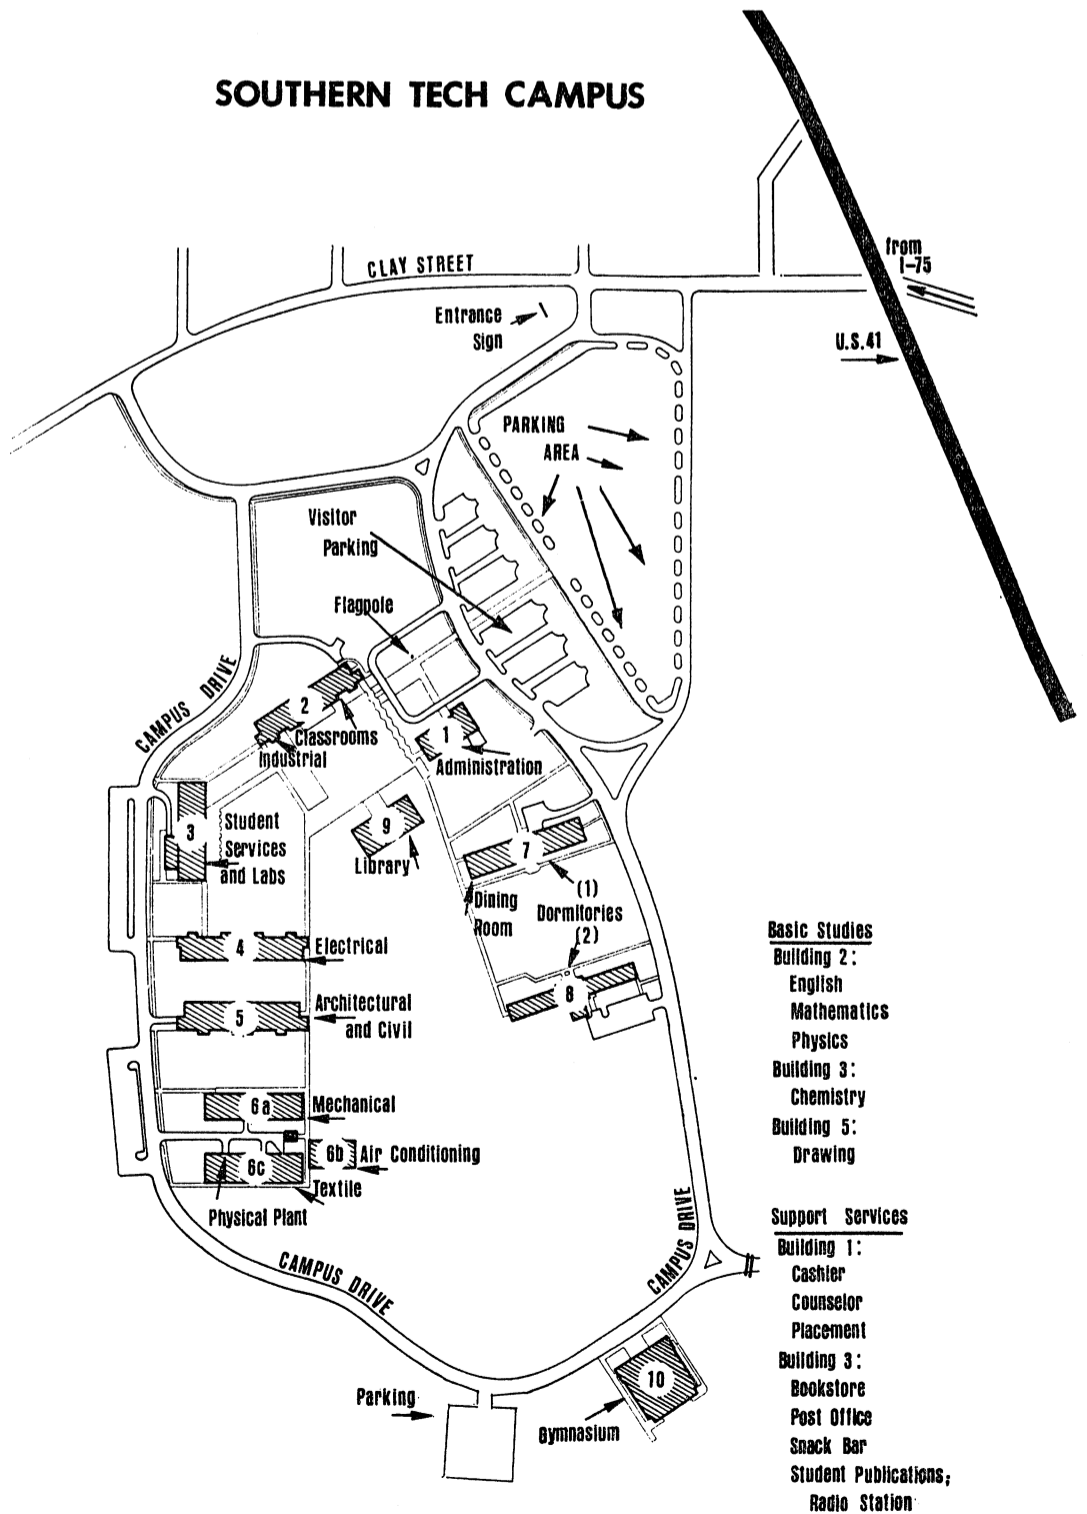 SOUTHERN TECH CAMPUS
CLAY STREET
from
I-75
Entrance
Sign
U.S.41
PARKING
AREA
Visitor
Parking
Flagpole
CAMPUS DRIVE
2
Classrooms
Industrial
1
Administration
3
Student
Services
and Labs
9
Library
7
Dining
Room
(1)
Dormitories
(2)
8
4
Electrical
5
Architectural
and Civil
6a
Mechanical
6b
Air Conditioning
6c
Textile
Physical Plant
CAMPUS DRIVE
CAMPUS DRIVE
10
Parking
Gymnasium
Basic Studies
Building 2:
English
Mathematics
Physics
Building 3:
Chemistry
Building 5:
Drawing
Support Services
Building 1:
Cashier
Counselor
Placement
Building 3:
Bookstore
Post Office
Snack Bar
Student Publications;
Radio Station